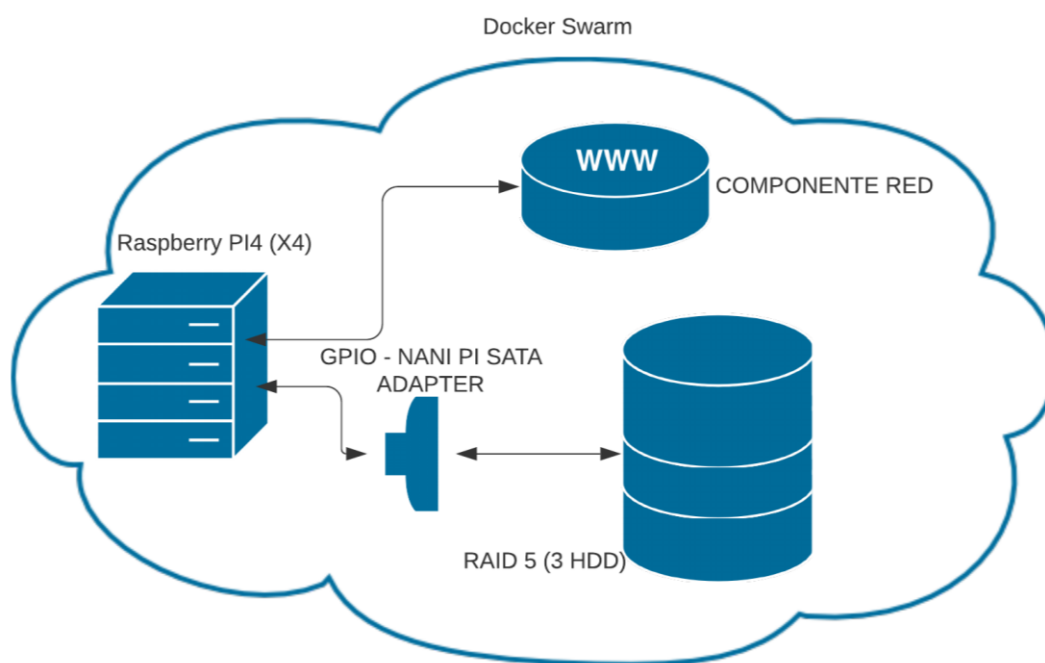 Docker Swarm
WWW
COMPONENTE RED
Raspberry PI4 (X4)
GPIO - NANI PI SATA
ADAPTER
RAID 5 (3 HDD)